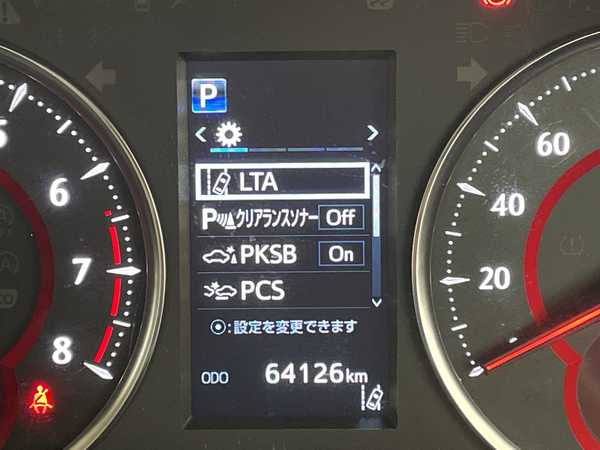 P
LTA
P クリアランスソナー Off
PKSB On
PCS
⦿:設定を変更できます
ODO 64126km
5
6
7
8
60
40
20